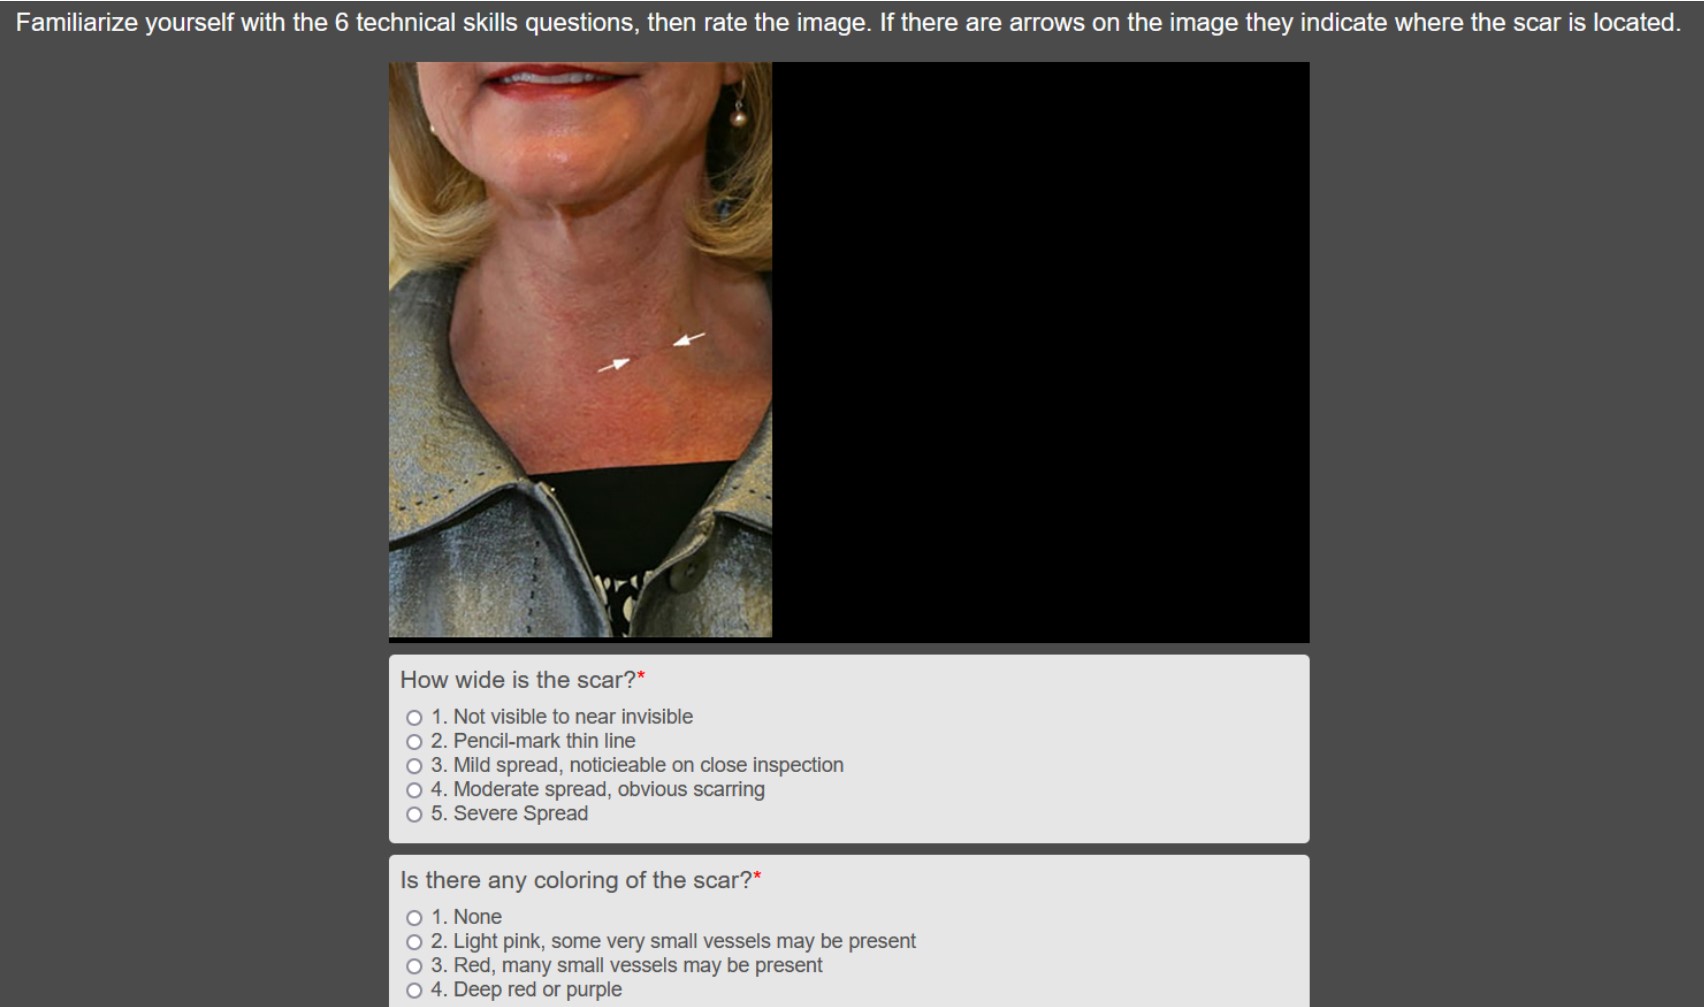 Familiarize yourself with the 6 technical skills questions, then rate the image. If there are arrows on the image they indicate where the scar is located.
How wide is the scar?*
1. Not visible to near invisible
2. Pencil-mark thin line
3. Mild spread, noticieable on close inspection
4. Moderate spread, obvious scarring
5. Severe Spread
Is there any coloring of the scar?*
1. None
2. Light pink, some very small vessels may be present
3. Red, many small vessels may be present
4. Deep red or purple